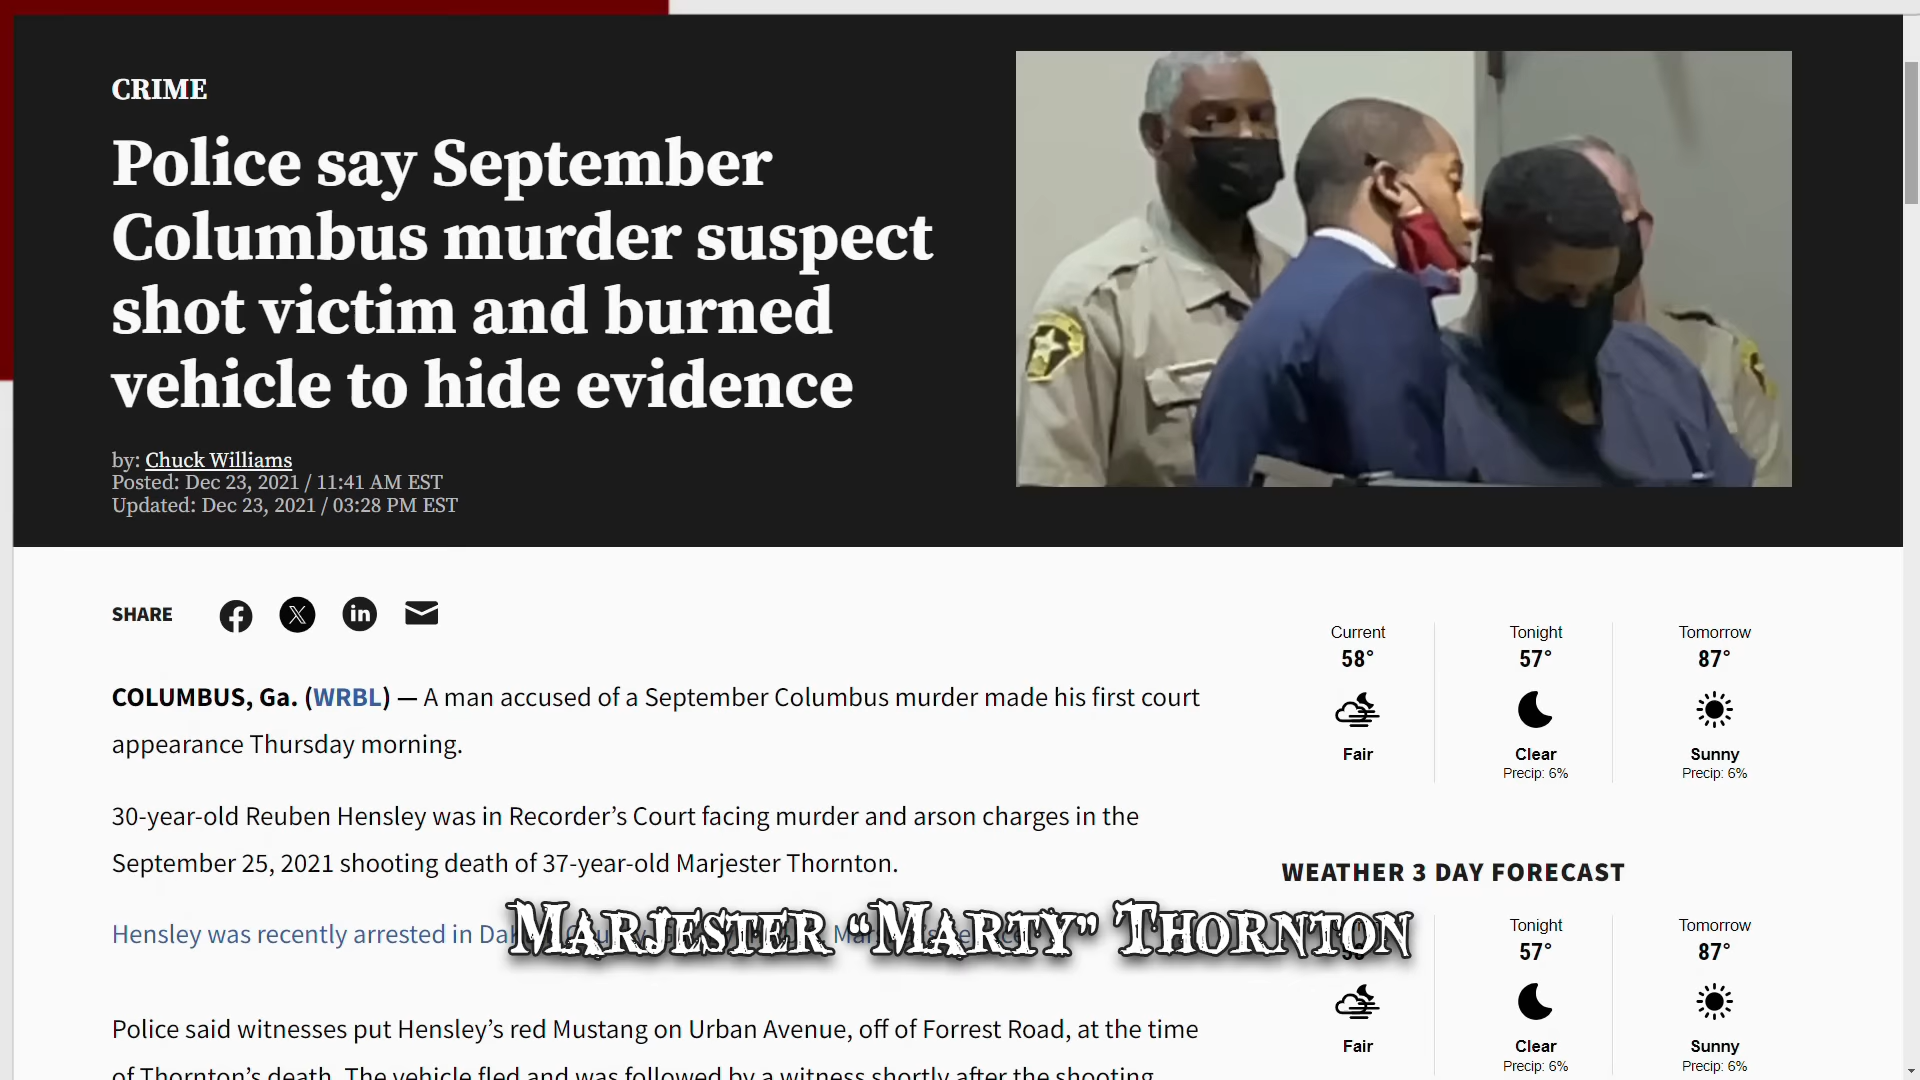 CRIME
Police say September
Columbus murder suspect
shot victim and burned
vehicle to hide evidence
by: Chuck Williams
Posted: Dec 23, 2021 / 11:41 AM EST
Updated: Dec 23, 2021 / 03:28 PM EST
SHARE
COLUMBUS, Ga. (WRBL) — A man accused of a September Columbus murder made his first court
appearance Thursday morning.
30-year-old Reuben Hensley was in Recorder’s Court facing murder and arson charges in the
September 25, 2021 shooting death of 37-year-old Marjester Thornton.
Hensley was recently arrested in
MARJESTER “MARTY” THORNTON
Police said witnesses put Hensley’s red Mustang on Urban Avenue, off of Forrest Road, at the time
of Thornton’s death. The vehicle fled and was followed by a witness shortly after the shooting.
Current Tonight Tomorrow
58° 57° 87°
Fair Clear Sunny
Precip: 6% Precip: 6%
WEATHER 3 DAY FORECAST
Tonight Tomorrow
57° 87°
Fair Clear Sunny
Precip: 6% Precip: 6%